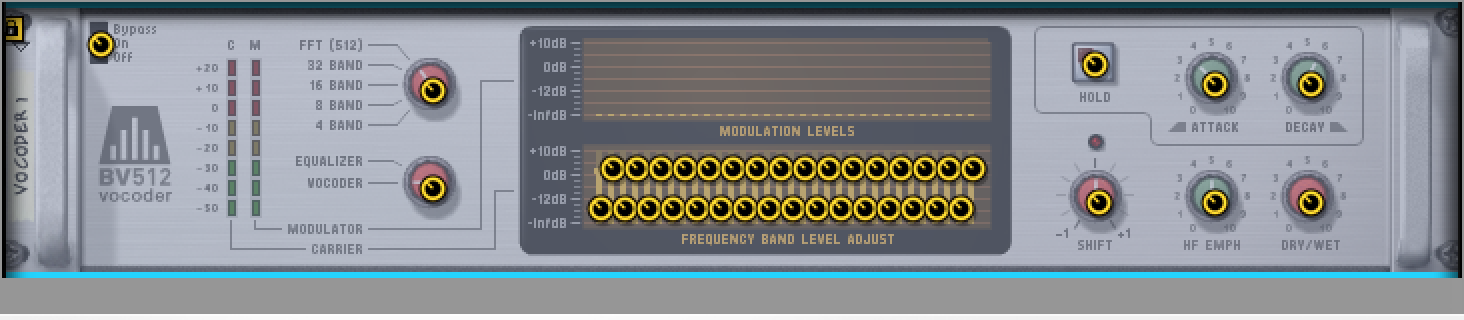 Bypass
On
Off
VOCODER 1
BV512
vocoder
C M
+20
+10
0
-10
-20
-30
-40
-50
FFT (512)
32 BAND
16 BAND
8 BAND
4 BAND
EQUALIZER
VOCODER
MODULATOR
CARRIER
+10dB
0dB
-12dB
-InfdB
MODULATION LEVELS
+10dB
0dB
-12dB
-InfdB
FREQUENCY BAND LEVEL ADJUST
HOLD
0 1 2 3 4 5 6 7 8 10
ATTACK
0 1 2 3 4 5 6 7 8 10
DECAY
-1 +1
SHIFT
0 1 2 3 4 5 6 7 8 10
HF EMPH
0 1 2 3 4 5 6 7 8 10
DRY/WET